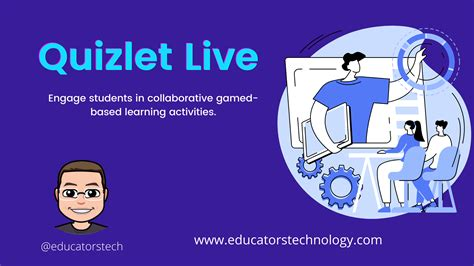 Quizlet Live
Engage students in collaborative gamed-
based learning activities.
@educatorstech
www.educatorstechnology.com